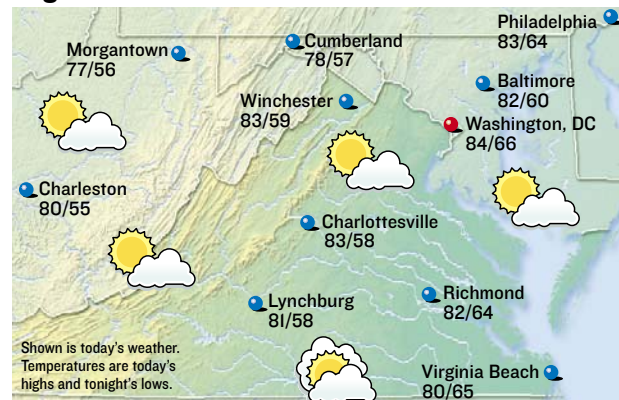 Philadelphia
83/64
Morgantown
77/56
Cumberland
78/57
Baltimore
82/60
Winchester
83/59
Washington, DC
84/66
Charleston
80/55
Charlottesville
83/58
Lynchburg
81/58
Richmond
82/64
Shown is today's weather.
Temperatures are today's
highs and tonight's lows.
Virginia Beach
80/65